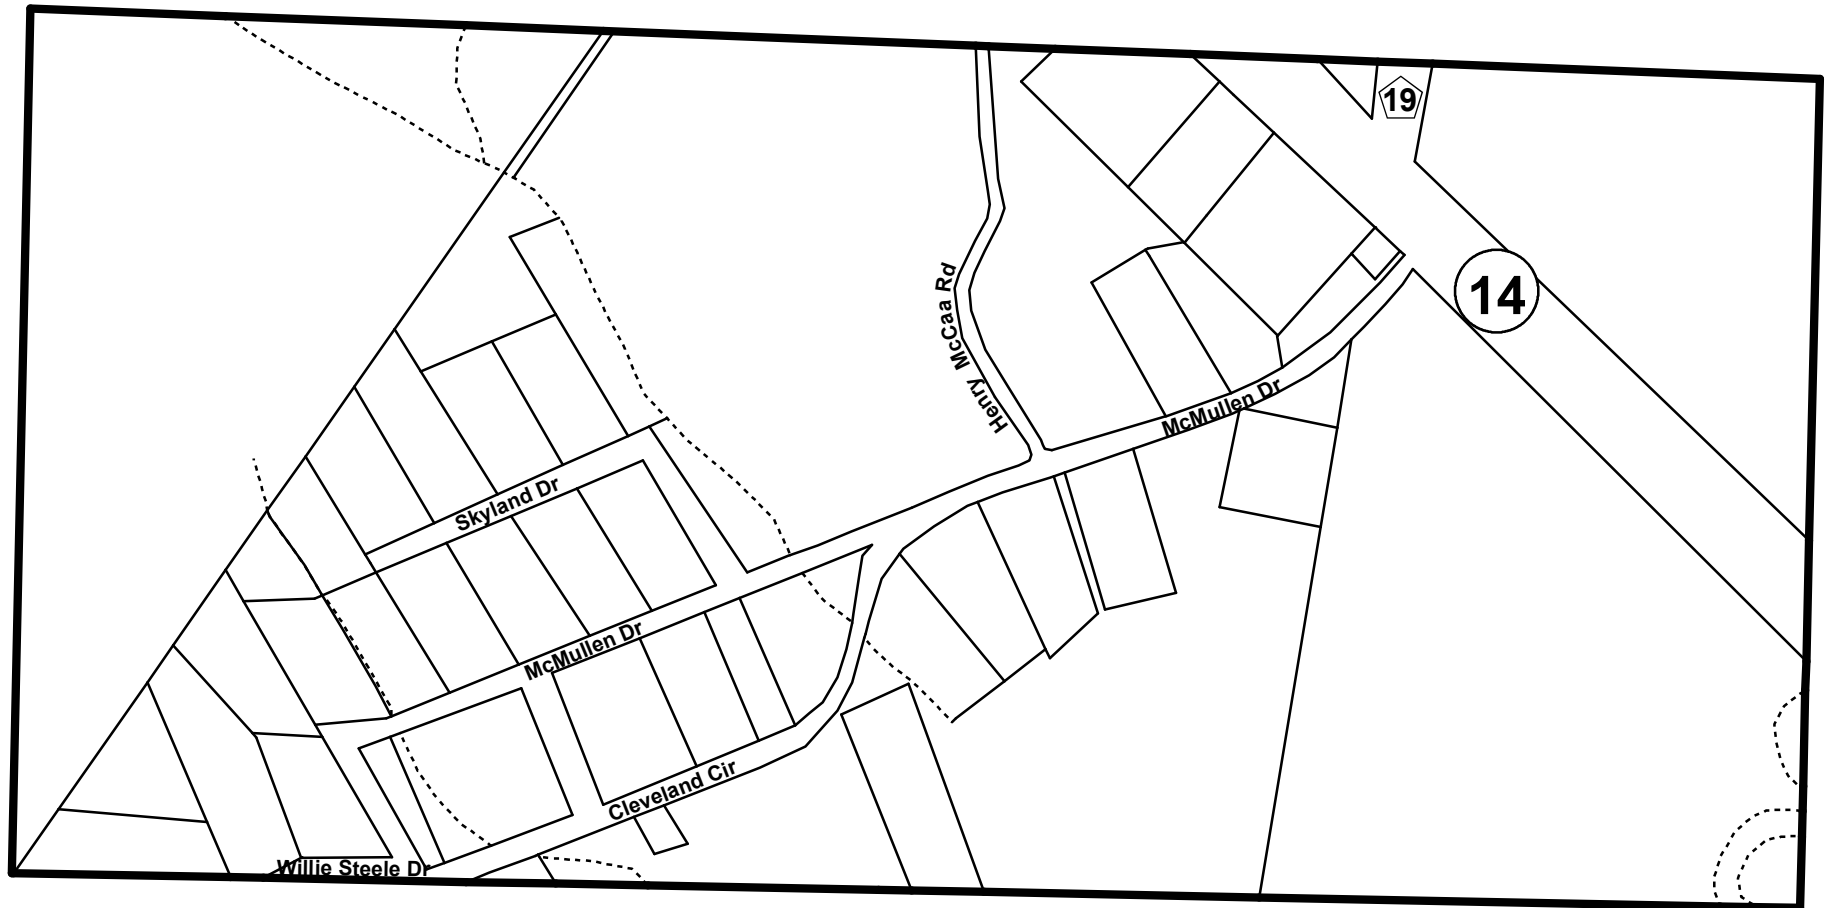 19
14
Henry McCaa Rd
McMullen Dr
Skyland Dr
McMullen Dr
Cleveland Cir
Willie Steele Dr